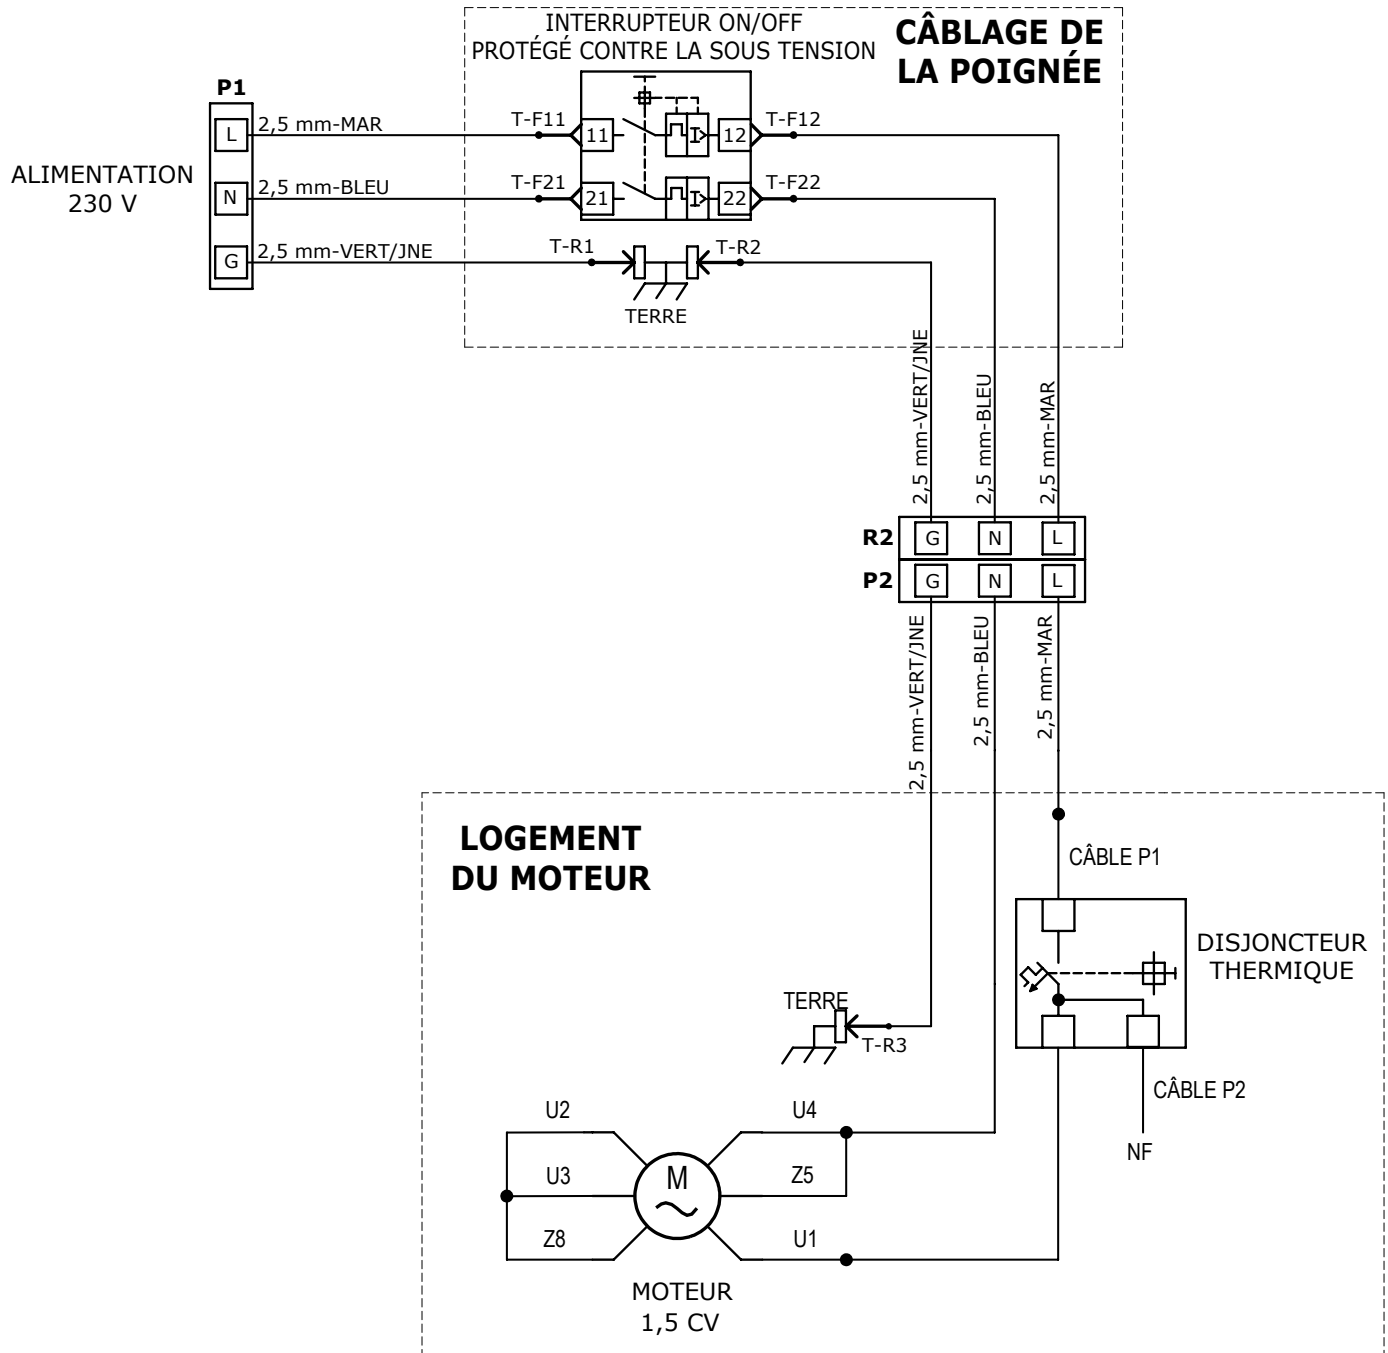 INTERRUPTEUR ON/OFF
PROTÉGÉ CONTRE LA SOUS TENSION
CÂBLAGE DE
LA POIGNÉE
P1
ALIMENTATION
230 V
L
2,5 mm-MAR
T-F11
11
12
T-F12
N
2,5 mm-BLEU
T-F21
21
22
T-F22
G
2,5 mm-VERT/JNE
T-R1
T-R2
TERRE
2,5 mm-VERT/JNE
2,5 mm-BLEU
2,5 mm-MAR
R2
G
N
L
P2
G
N
L
2,5 mm-VERT/JNE
2,5 mm-BLEU
2,5 mm-MAR
LOGEMENT
DU MOTEUR
CÂBLE P1
DISJONCTEUR
THERMIQUE
TERRE
T-R3
CÂBLE P2
NF
U2
U4
U3
M
Z5
Z8
U1
MOTEUR
1,5 CV